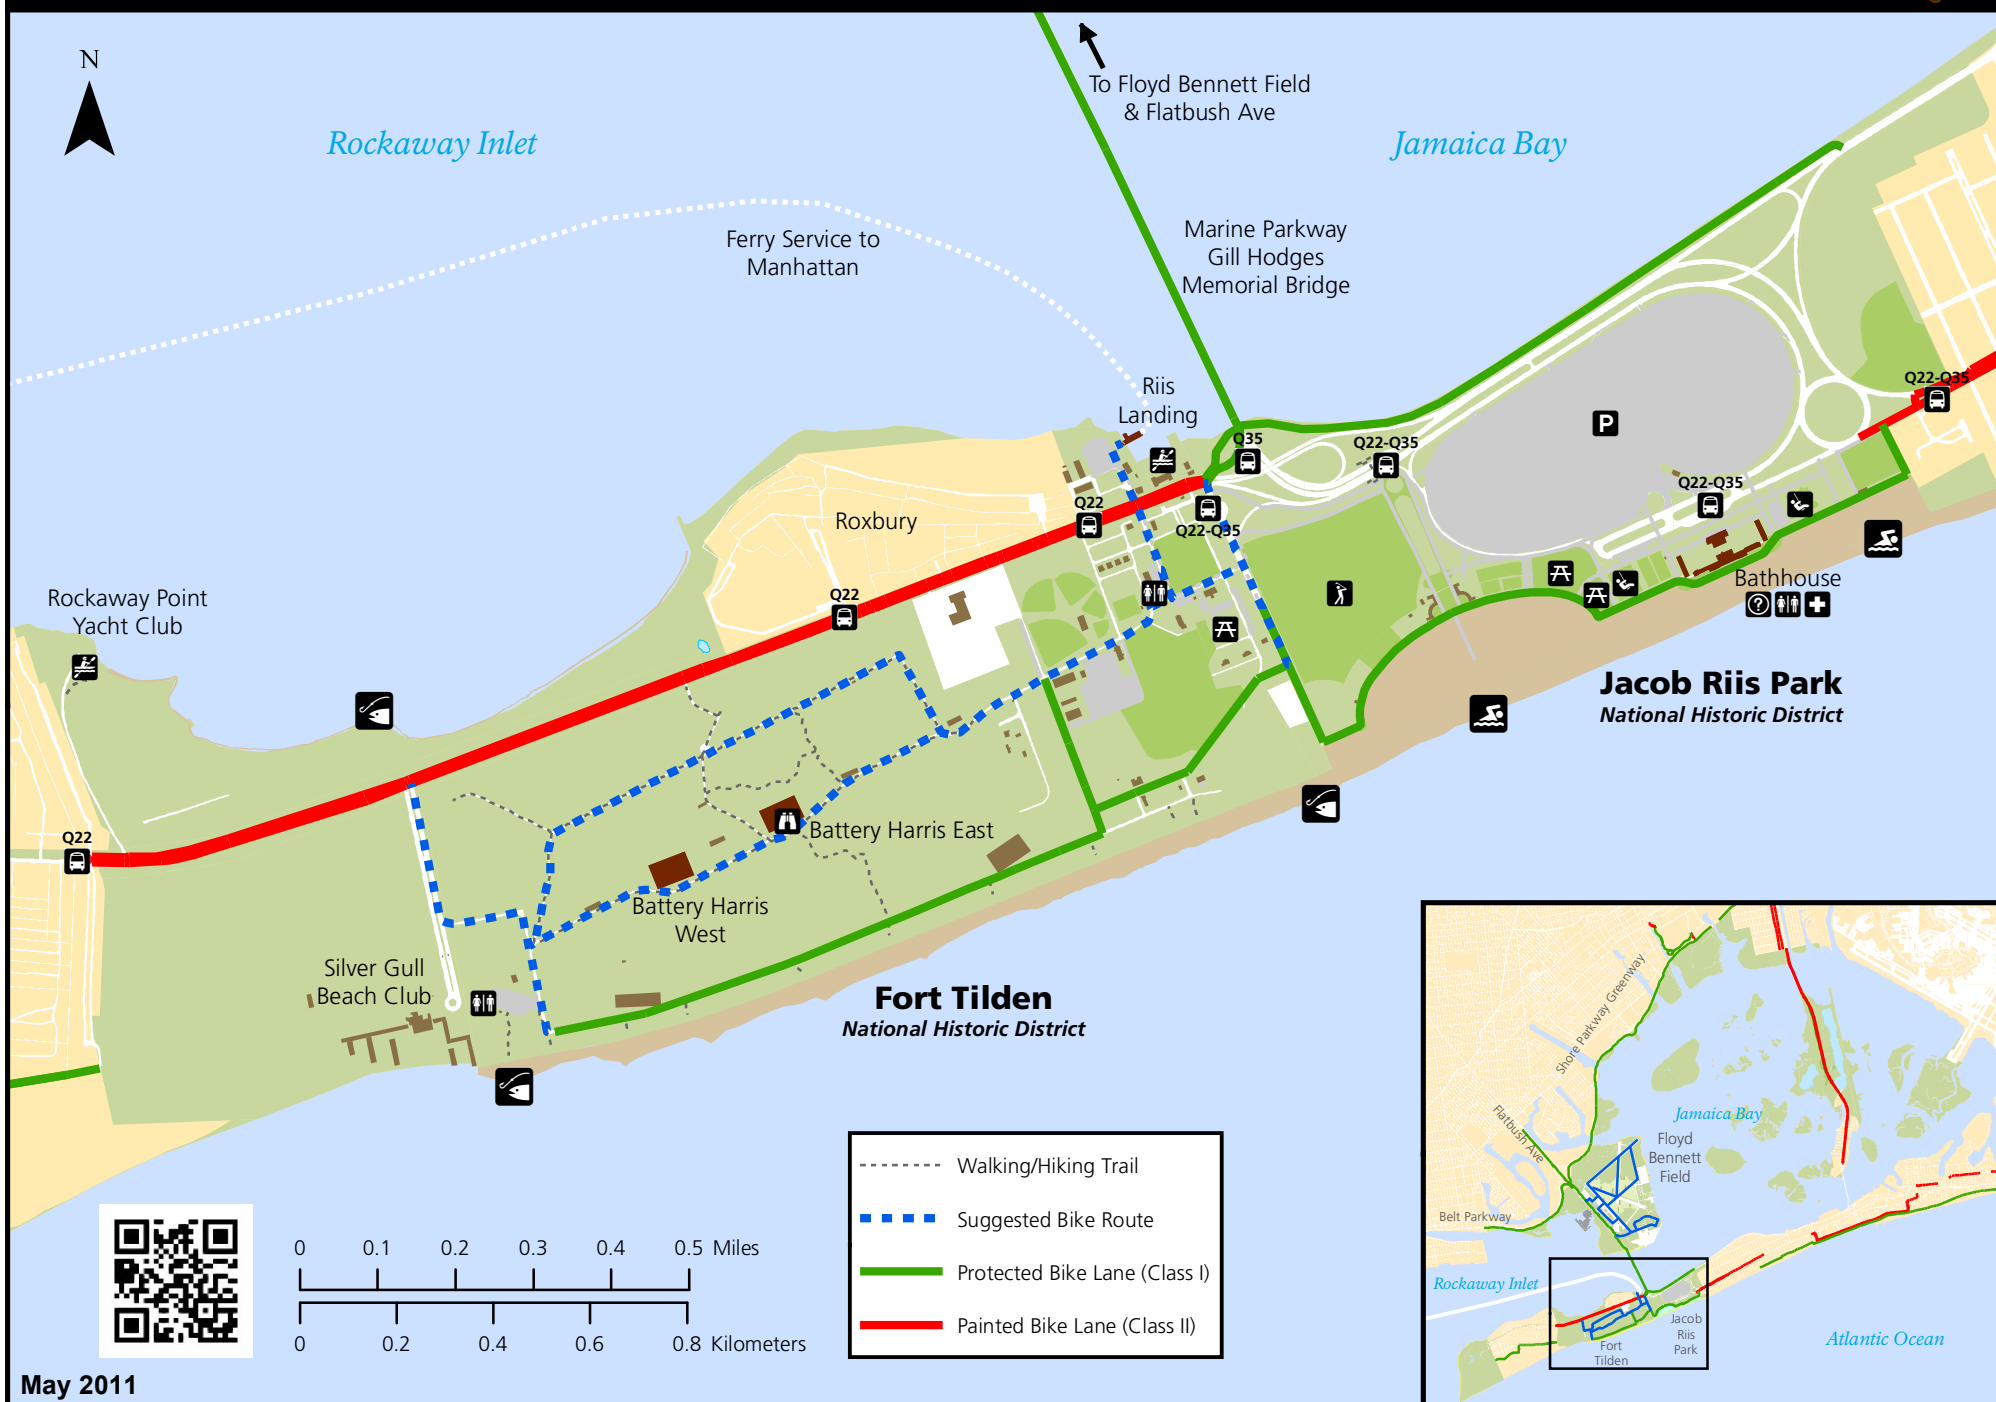 N
To Floyd Bennett Field
& Flatbush Ave
Rockaway Inlet
Jamaica Bay
Ferry Service to
Manhattan
Marine Parkway
Gill Hodges
Memorial Bridge
Riis
Landing
Q22-Q35
Q35
Q22-Q35
P
Q22-Q35
Q22
Q22-Q35
Roxbury
Q22
Bathhouse
?
Rockaway Point
Yacht Club
Jacob Riis Park
National Historic District
Q22
Battery Harris East
Battery Harris
West
Silver Gull
Beach Club
Fort Tilden
National Historic District
Walking/Hiking Trail
Suggested Bike Route
Protected Bike Lane (Class I)
Painted Bike Lane (Class II)
0 0.1 0.2 0.3 0.4 0.5 Miles
0 0.2 0.4 0.6 0.8 Kilometers
May 2011
Shore Parkway Greenway
Flatbush Ave
Jamaica Bay
Floyd
Bennett
Field
Belt Parkway
Rockaway Inlet
Jacob
Riis
Park
Fort
Tilden
Atlantic Ocean